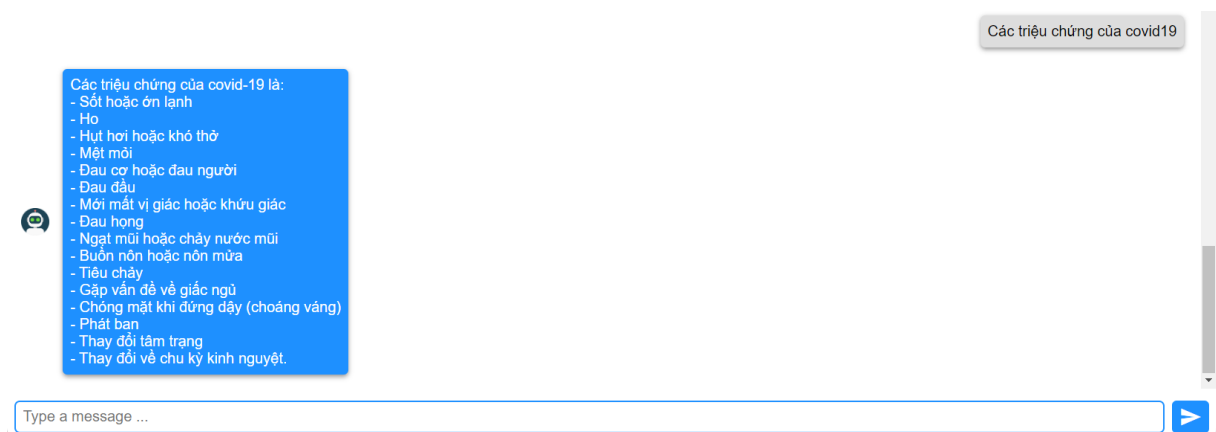 Các triệu chứng của covid19
Các triệu chứng của covid-19 là:
- Sốt hoặc ớn lạnh
- Ho
- Hụt hơi hoặc khó thở
- Mệt mỏi
- Đau cơ hoặc đau người
- Đau đầu
- Mới mất vị giác hoặc khứu giác
- Đau họng
- Ngạt mũi hoặc chảy nước mũi
- Buồn nôn hoặc nôn mửa
- Tiêu chảy
- Gặp vấn đề về giấc ngủ
- Chóng mặt khi đứng dậy (choáng váng)
- Phát ban
- Thay đổi tâm trạng
- Thay đổi về chu kỳ kinh nguyệt.
Type a message ...